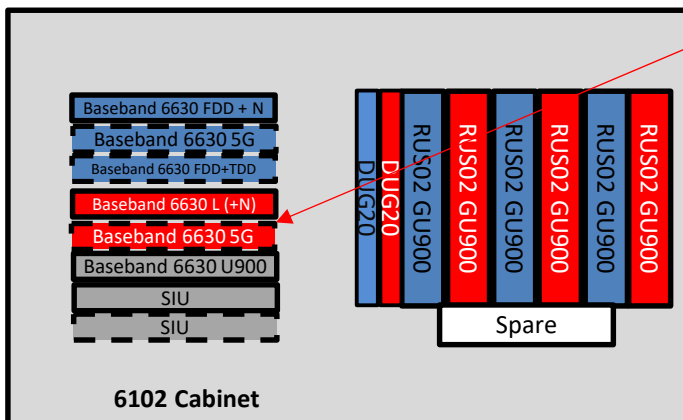 Baseband 6630 FDD + N
Baseband 6630 5G
Baseband 6630 FDD+TDD
Baseband 6630 L (+N)
Baseband 6630 5G
Baseband 6630 U900
SIU
SIU
6102 Cabinet
DUG20
DUG20
RUS02 GU900
RUS02 GU900
RUS02 GU900
RUS02 GU900
RUS02 GU900
RUS02 GU900
Spare